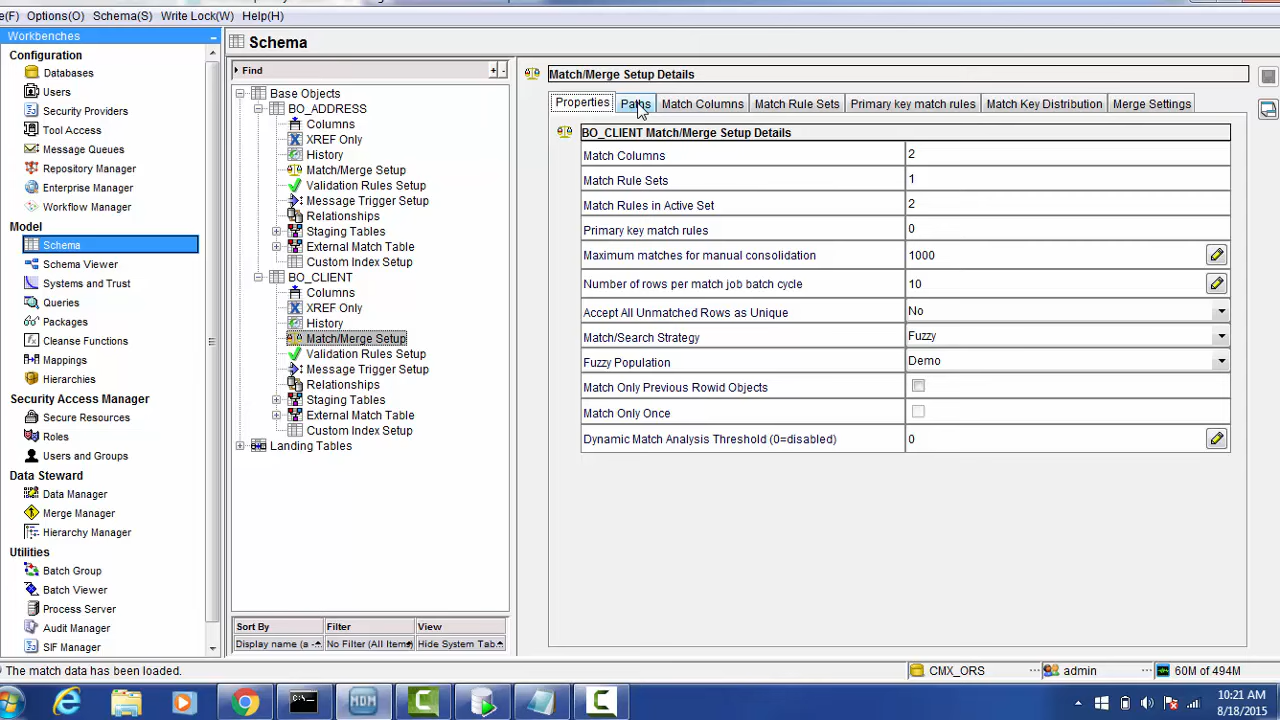 e(F) Options(O) Schema(S) Write Lock(W) Help(H)
Workbenches
Configuration
Databases
Users
Security Providers
Tool Access
Message Queues
Repository Manager
Enterprise Manager
Workflow Manager
Model
Schema
Schema Viewer
Systems and Trust
Queries
Packages
Cleanse Functions
Mappings
Hierarchies
Security Access Manager
Secure Resources
Roles
Users and Groups
Data Steward
Data Manager
Merge Manager
Hierarchy Manager
Utilities
Batch Group
Batch Viewer
Process Server
Audit Manager
SIF Manager
Schema
Find
+ -
Base Objects
BO_ADDRESS
Columns
XREF Only
History
Match/Merge Setup
Validation Rules Setup
Message Trigger Setup
Relationships
Staging Tables
External Match Table
Custom Index Setup
BO_CLIENT
Columns
XREF Only
History
Match/Merge Setup
Validation Rules Setup
Message Trigger Setup
Relationships
Staging Tables
External Match Table
Custom Index Setup
Landing Tables
Sort By Filter View
Display name (a - No Filter (All Items Hide System Tab..
Match/Merge Setup Details
Properties Paths Match Columns Match Rule Sets Primary key match rules Match Key Distribution Merge Settings
BO_CLIENT Match/Merge Setup Details
Match Columns 2
Match Rule Sets 1
Match Rules in Active Set 2
Primary key match rules 0
Maximum matches for manual consolidation 1000
Number of rows per match job batch cycle 10
Accept All Unmatched Rows as Unique No
Match/Search Strategy Fuzzy
Fuzzy Population Demo
Match Only Previous Rowid Objects
Match Only Once
Dynamic Match Analysis Threshold (0=disabled) 0
The match data has been loaded.
CMX_ORS admin 60M of 494M
MDM
10:21 AM
8/18/2015